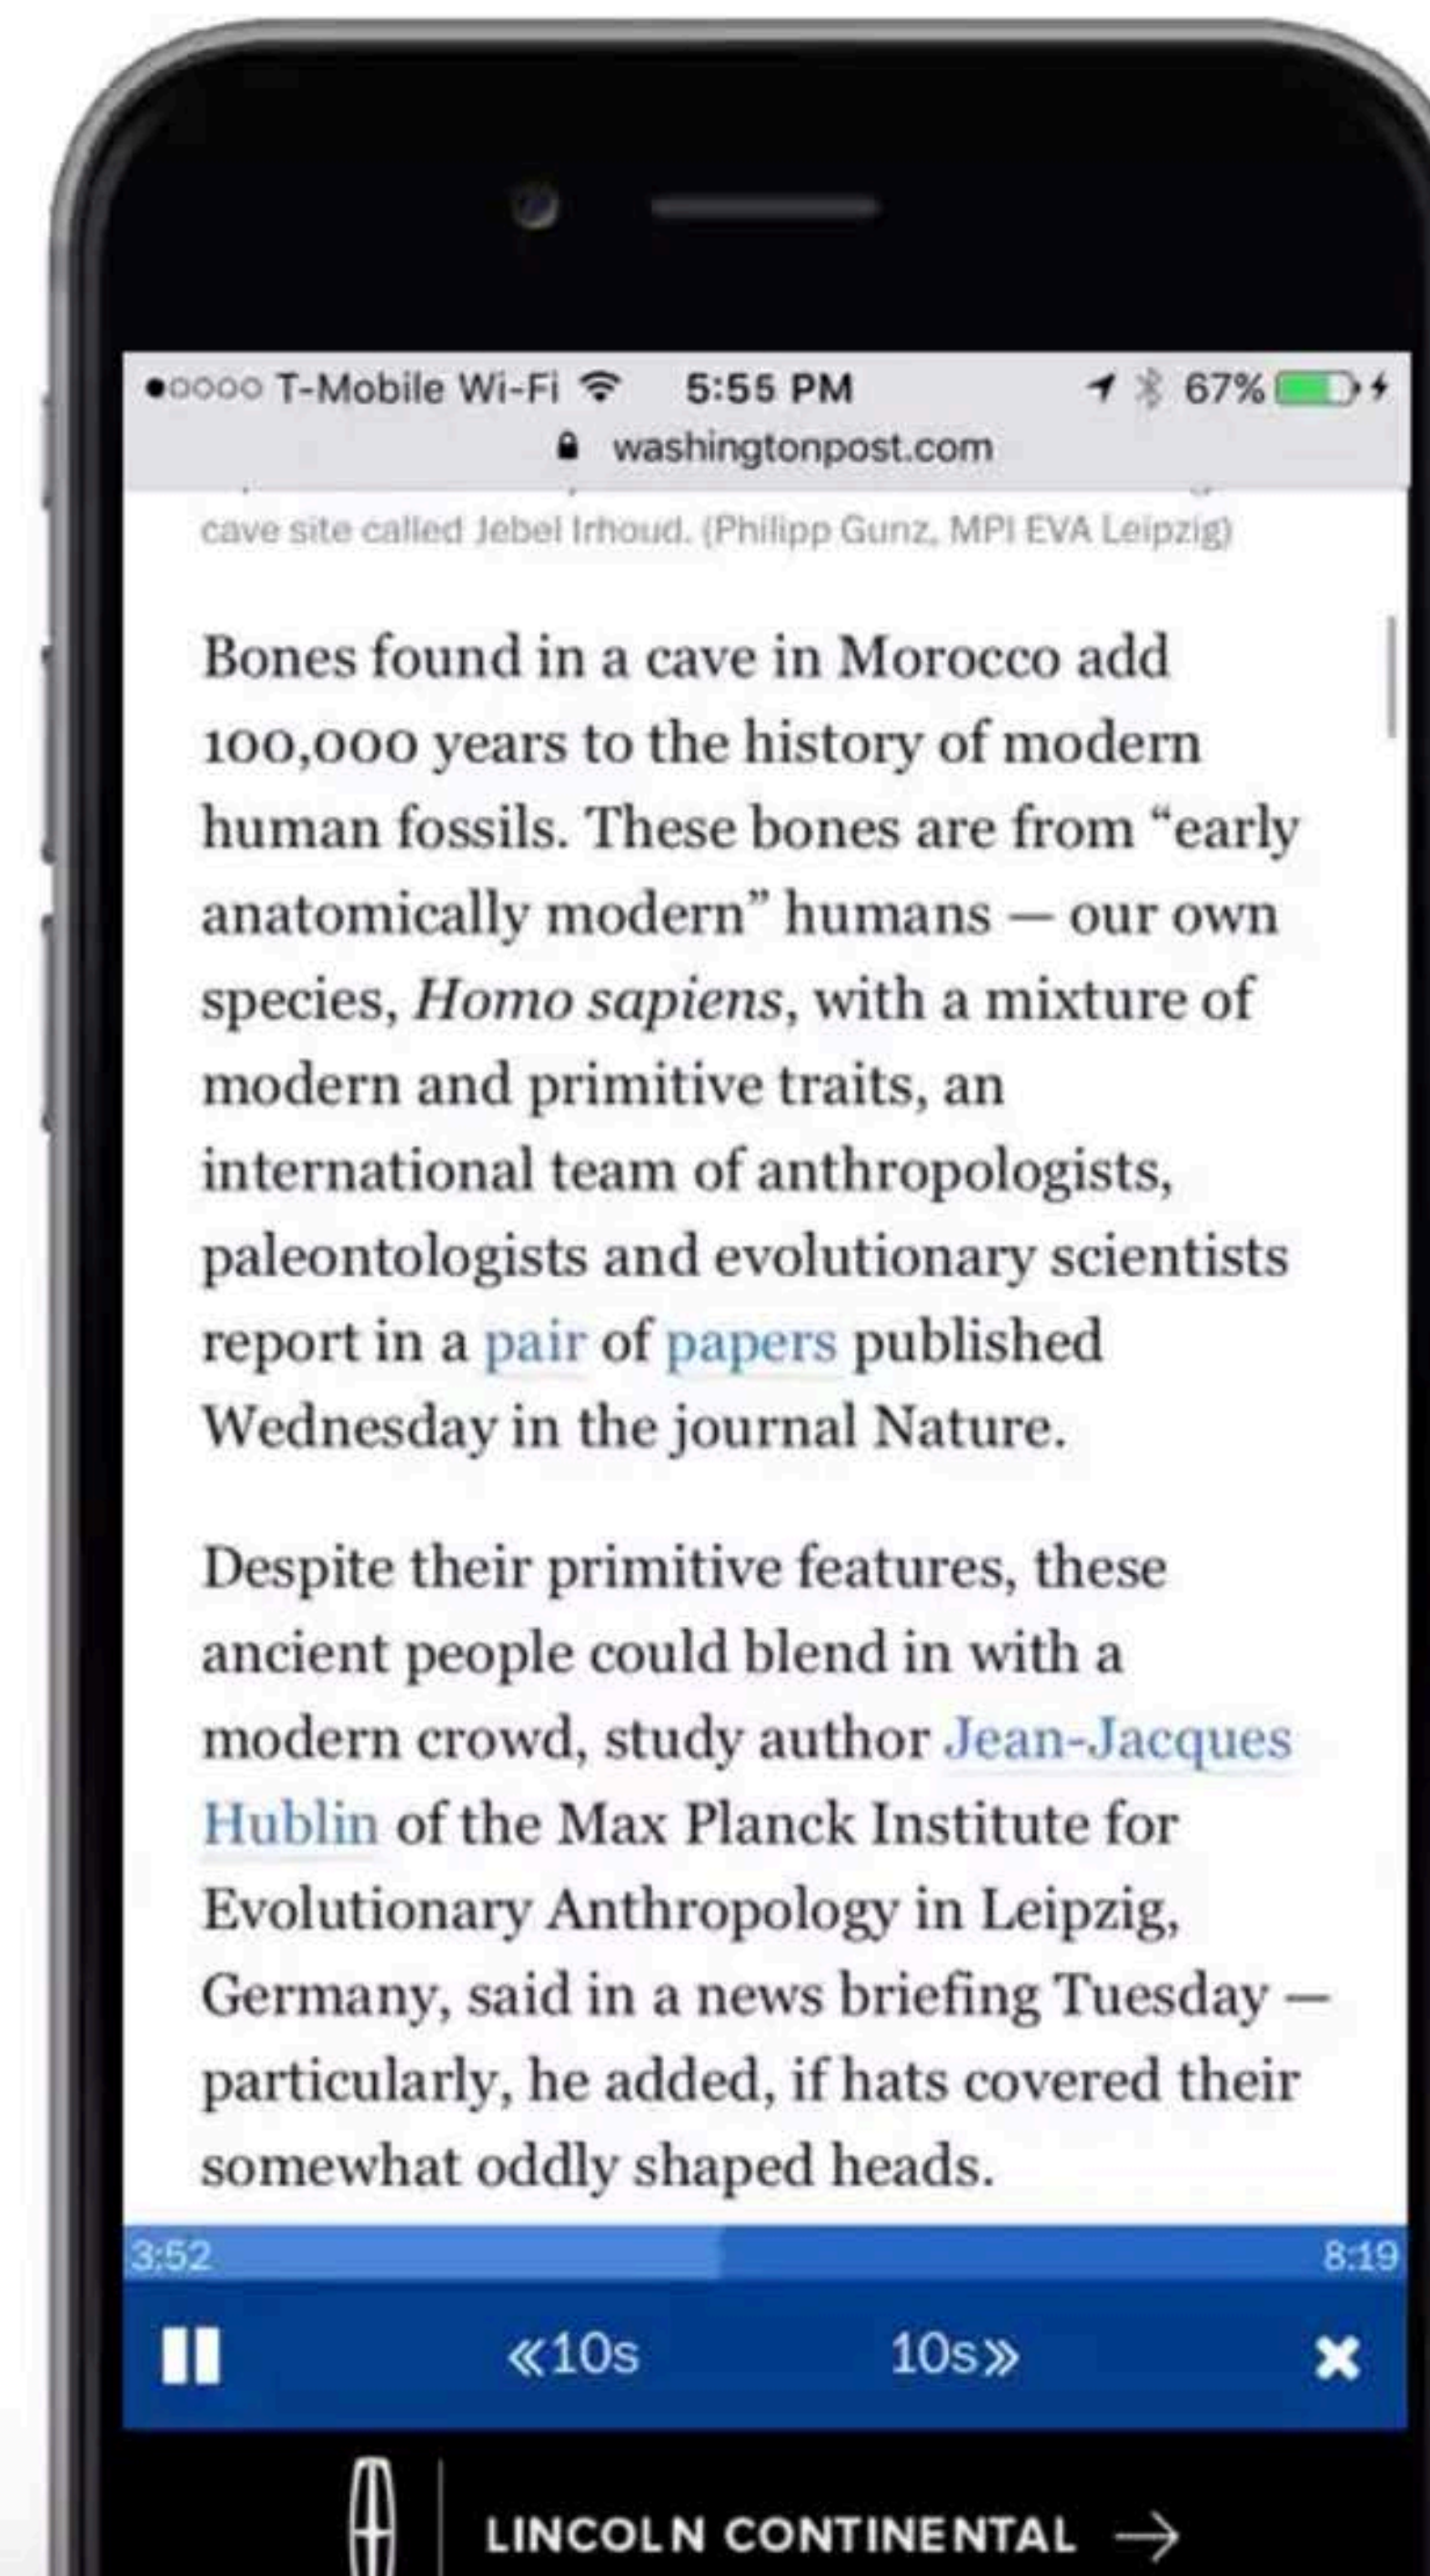 T-Mobile Wi-Fi 5:55 PM 67%
washingtonpost.com
cave site called Jebel Irhoud. (Philipp Gunz, MPI EVA Leipzig)
Bones found in a cave in Morocco add
100,000 years to the history of modern
human fossils. These bones are from “early
anatomically modern” humans — our own
species, Homo sapiens, with a mixture of
modern and primitive traits, an
international team of anthropologists,
paleontologists and evolutionary scientists
report in a pair of papers published
Wednesday in the journal Nature.
Despite their primitive features, these
ancient people could blend in with a
modern crowd, study author Jean-Jacques
Hublin of the Max Planck Institute for
Evolutionary Anthropology in Leipzig,
Germany, said in a news briefing Tuesday —
particularly, he added, if hats covered their
somewhat oddly shaped heads.
3:52 8:19
«10s 10s»
LINCOLN CONTINENTAL →